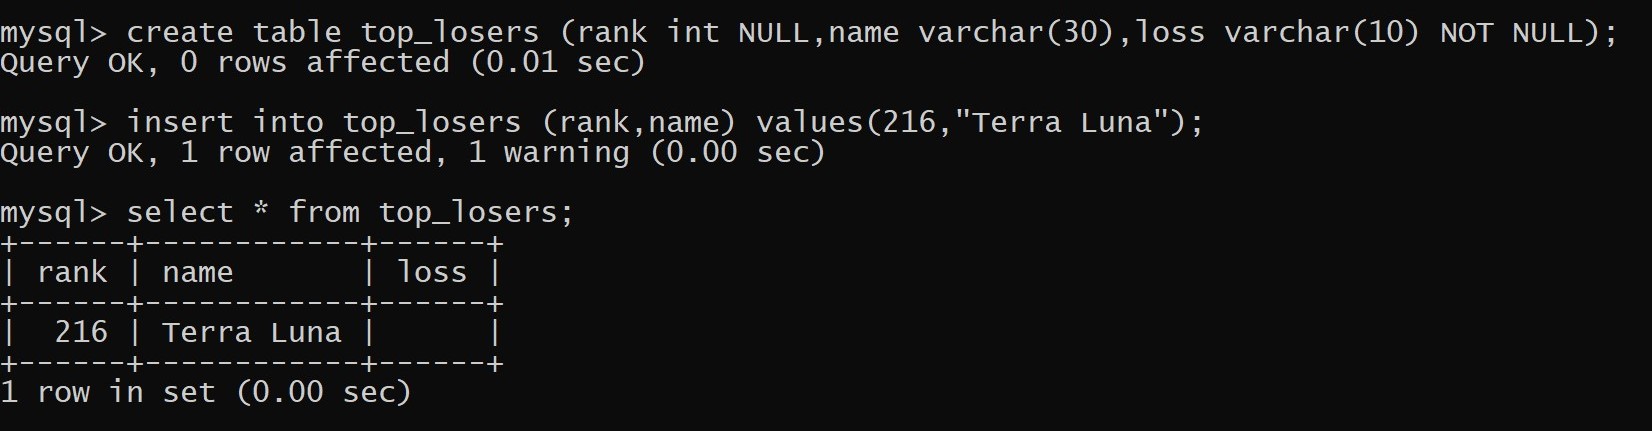 mysql> create table top_losers (rank int NULL,name varchar(30),loss varchar(10) NOT NULL);
Query OK, 0 rows affected (0.01 sec)
mysql> insert into top_losers (rank,name) values(216,"Terra Luna");
Query OK, 1 row affected, 1 warning (0.00 sec)
mysql> select * from top_losers;
+------+------------+------+
| rank | name       | loss |
+------+------------+------+
|  216 | Terra Luna |      |
+------+------------+------+
1 row in set (0.00 sec)